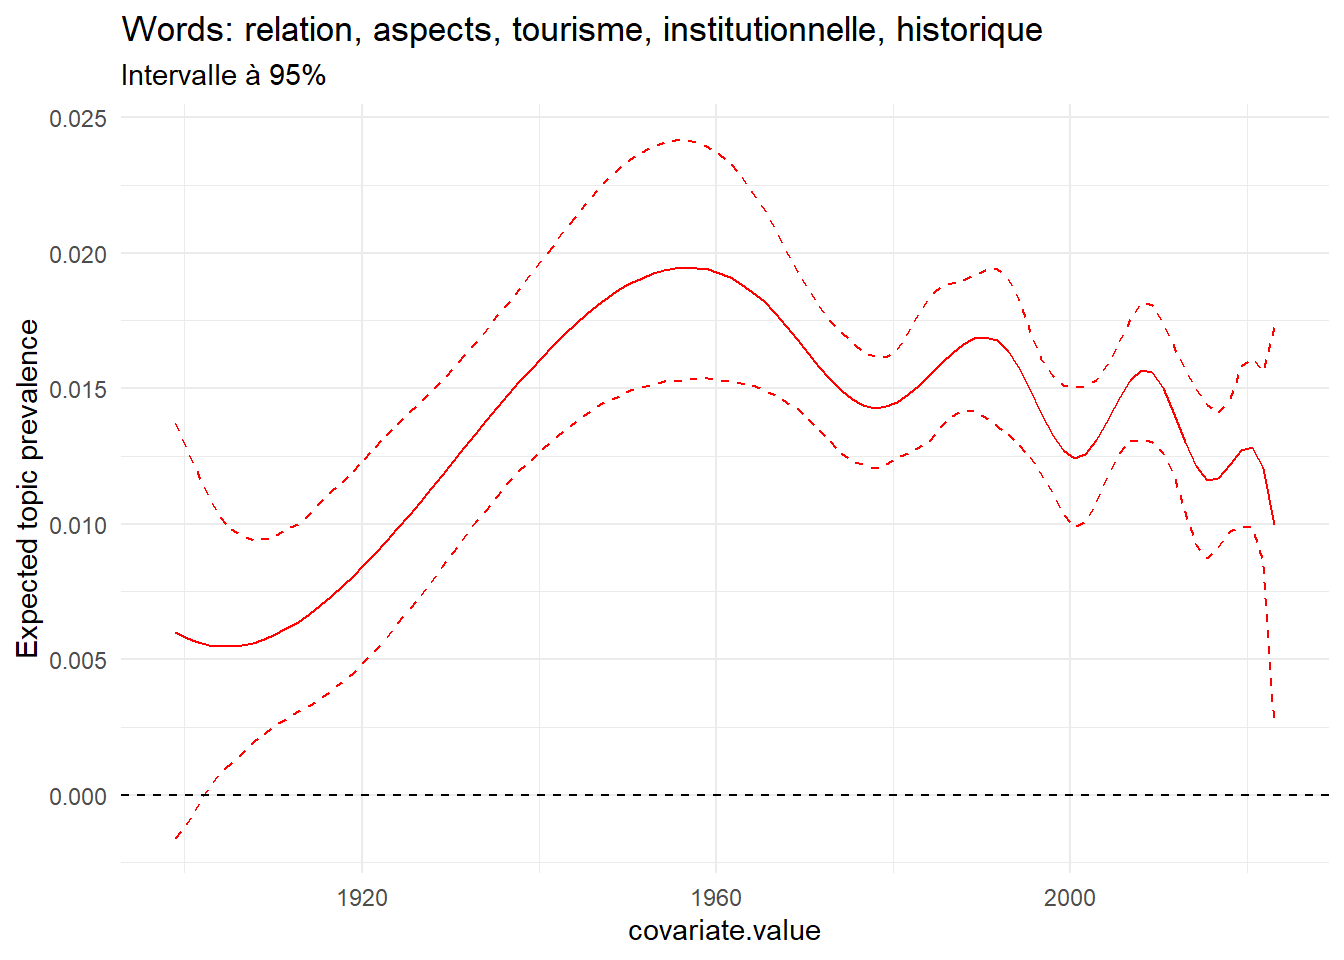 Words: relation, aspects, tourisme, institutionnelle, historique
Intervalle à 95%
Expected topic prevalence
0.025
0.020
0.015
0.010
0.005
0.000
1920
1960
2000
covariate.value